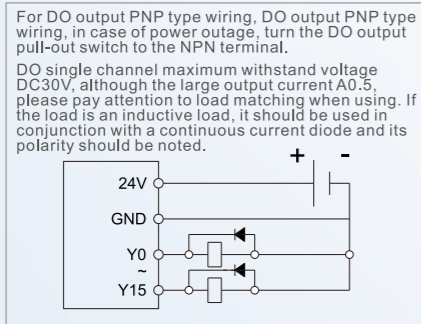 For DO output PNP type wiring, DO output PNP type
wiring, in case of power outage, turn the DO output
pull-out switch to the NPN terminal.
DO single channel maximum withstand voltage
DC30V, although the large output current A0.5,
please pay attention to load matching when using. If
the load is an inductive load, it should be used in
conjunction with a continuous current diode and its
polarity should be noted.
+ -
24V
GND
Y0
~
Y15